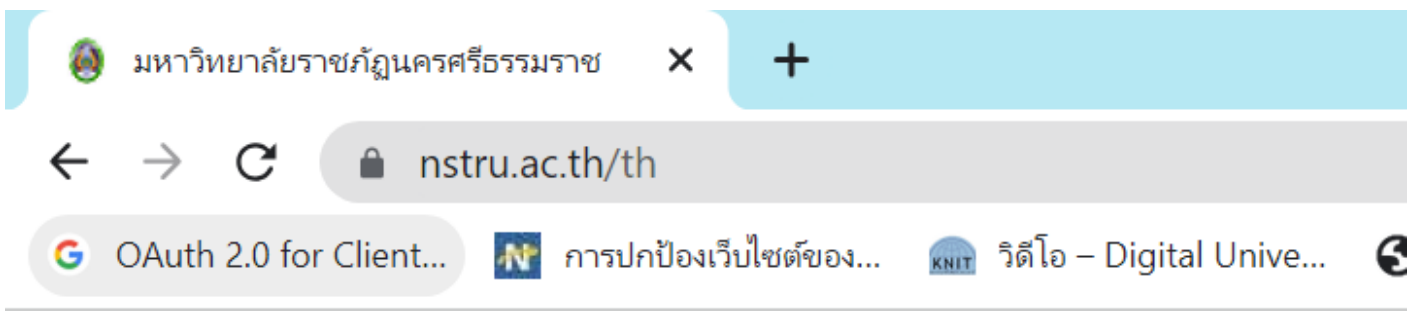 มหาวิทยาลัยราชภัฏนครศรีธรรมราช
nstru.ac.th/th
OAuth 2.0 for Client... การปกป้องเว็บไซต์ของ... KNIT วิดีโอ – Digital Unive...